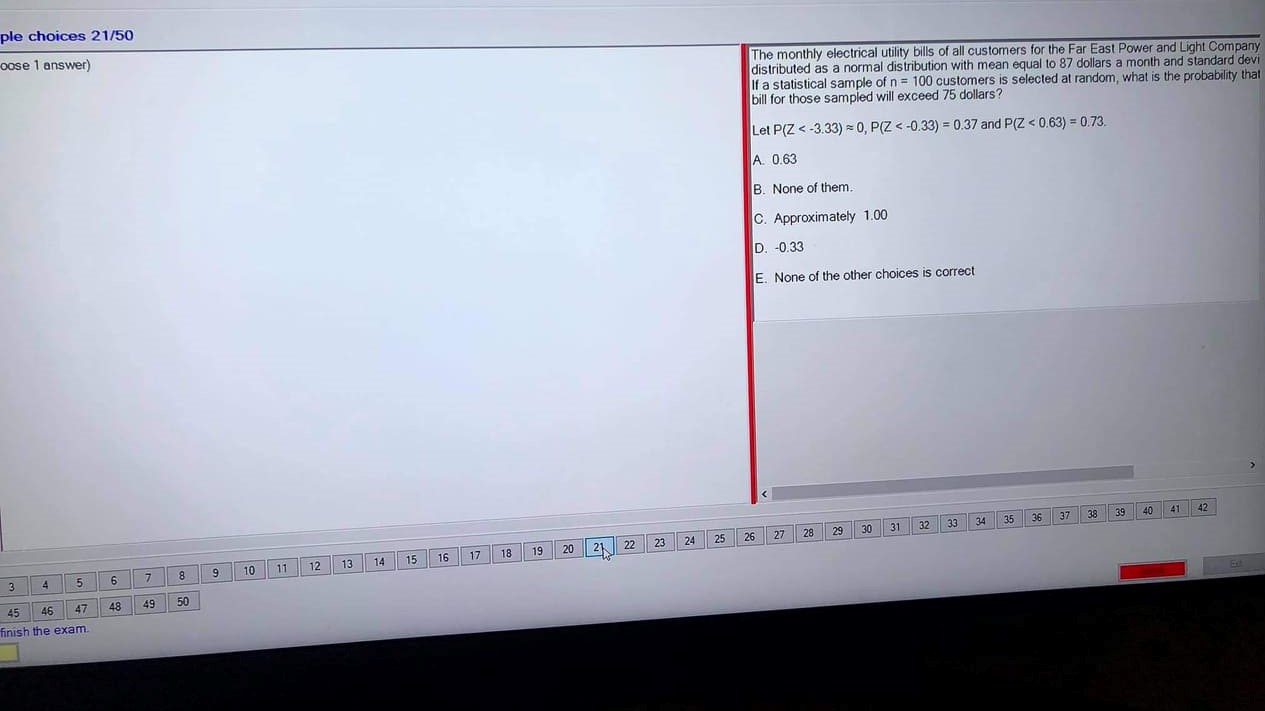 ple choices 21/50
oose 1 answer)
The monthly electrical utility bills of all customers for the Far East Power and Light Company
distributed as a normal distribution with mean equal to 87 dollars a month and standard devi
If a statistical sample of n = 100 customers is selected at random, what is the probability that
bill for those sampled will exceed 75 dollars?
Let P(Z < -3.33) ≈ 0, P(Z < -0.33) = 0.37 and P(Z < 0.63) = 0.73.
A. 0.63
B. None of them.
C. Approximately 1.00
D. -0.33
E. None of the other choices is correct
3 4 5 6 7 8 9 10 11 12 13 14 15 16 17 18 19 20 21 22 23 24 25 26 27 28 29 30 31 32 33 34 35 36 37 38 39 40 41 42
45 46 47 48 49 50
finish the exam.